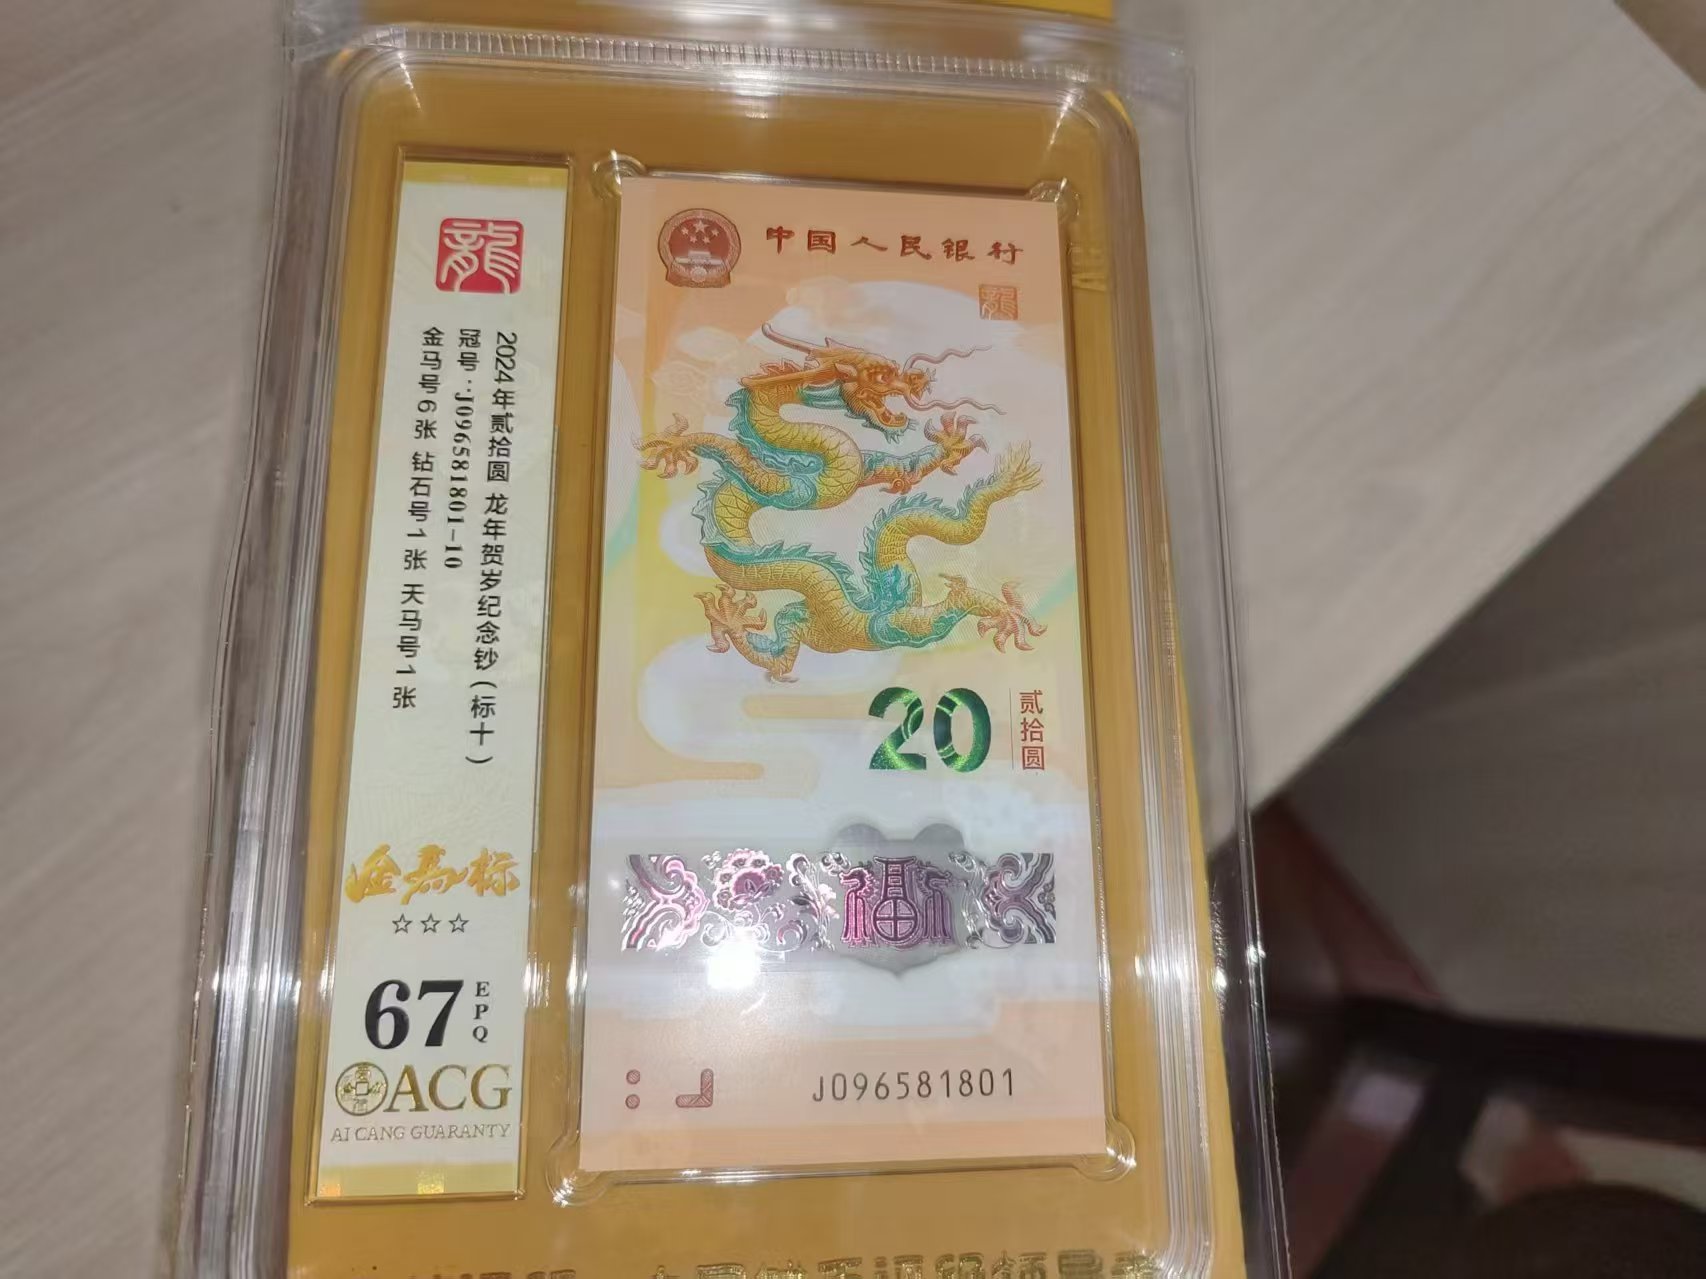 龍
2024年贰拾圆 龙年贺岁纪念钞(标十)
冠号:J096581801-10
金马号6张 钻石号1张 天马号1张
金马标
☆☆☆
67 EPQ
ACG
AI CANG GUARANTY
中国人民银行
龍
20 贰拾圆
福
J096581801